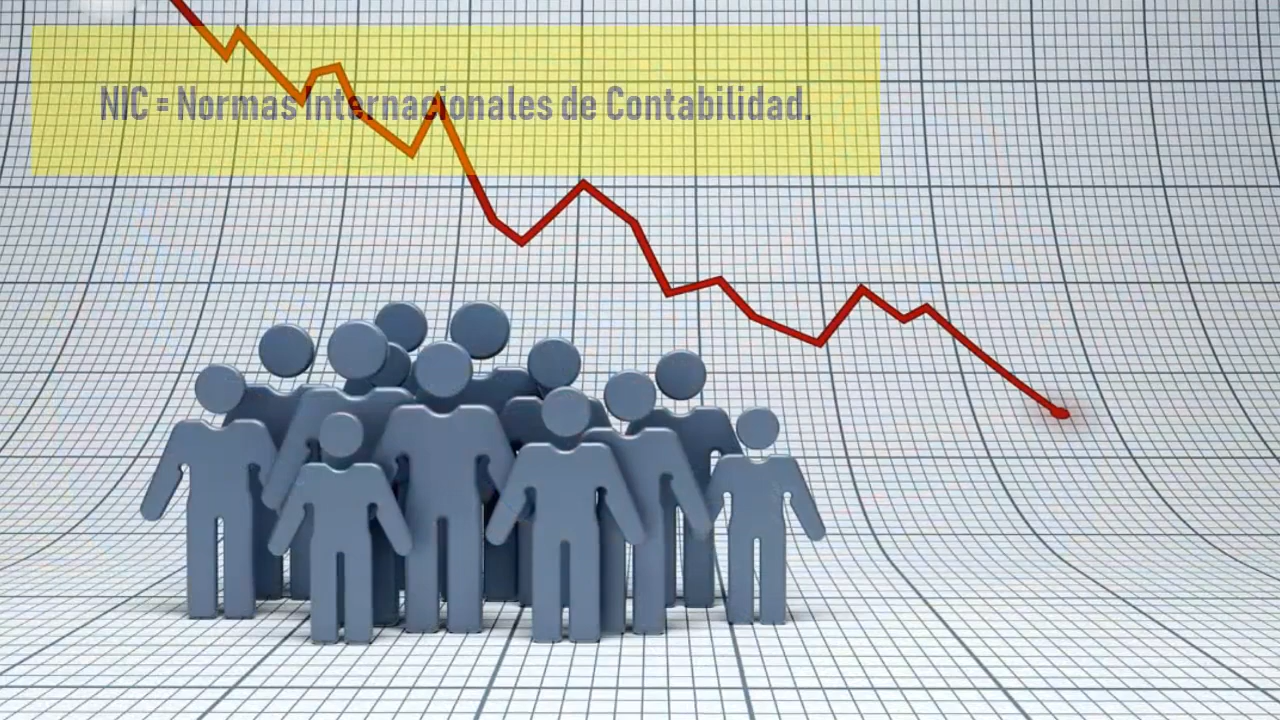 NIC = Normas Internacionales de Contabilidad.